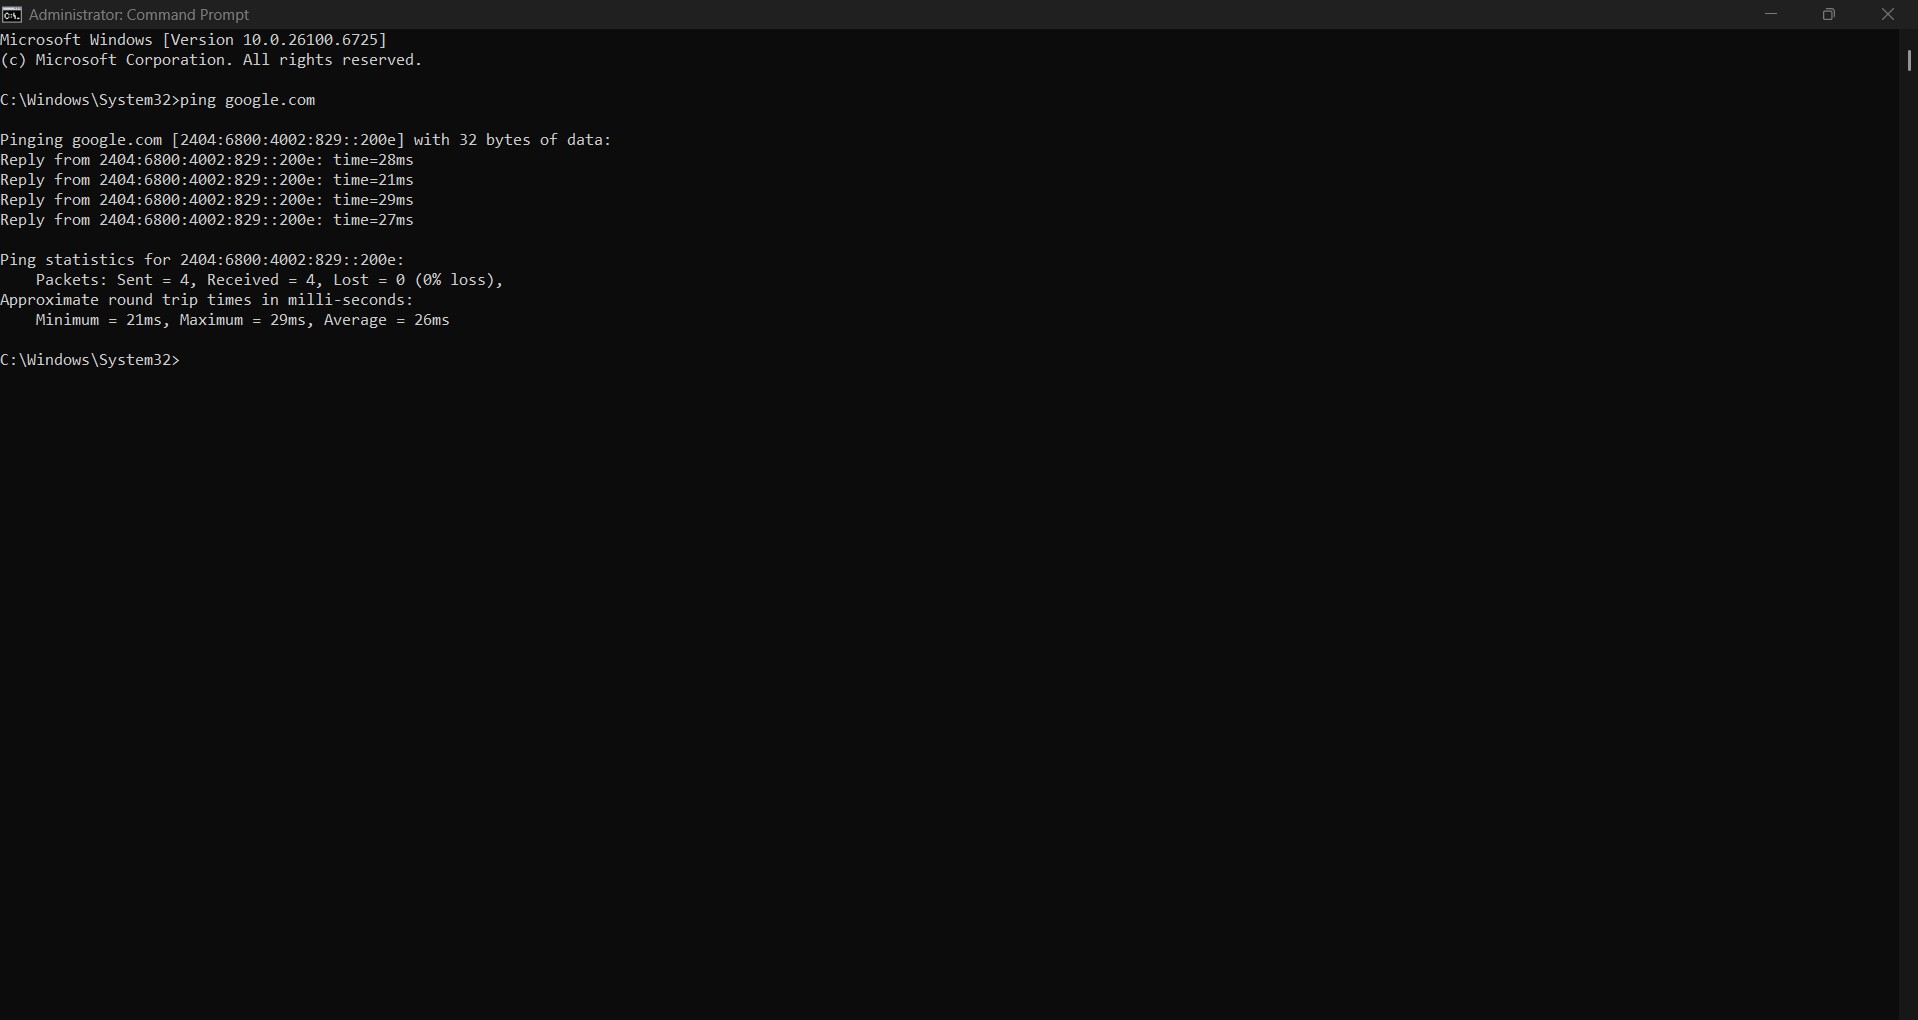 Administrator: Command Prompt
Microsoft Windows [Version 10.0.26100.6725]
(c) Microsoft Corporation. All rights reserved.
C:\Windows\System32>ping google.com
Pinging google.com [2404:6800:4002:829::200e] with 32 bytes of data:
Reply from 2404:6800:4002:829::200e: time=28ms
Reply from 2404:6800:4002:829::200e: time=21ms
Reply from 2404:6800:4002:829::200e: time=29ms
Reply from 2404:6800:4002:829::200e: time=27ms
Ping statistics for 2404:6800:4002:829::200e:
    Packets: Sent = 4, Received = 4, Lost = 0 (0% loss),
Approximate round trip times in milli-seconds:
    Minimum = 21ms, Maximum = 29ms, Average = 26ms
C:\Windows\System32>